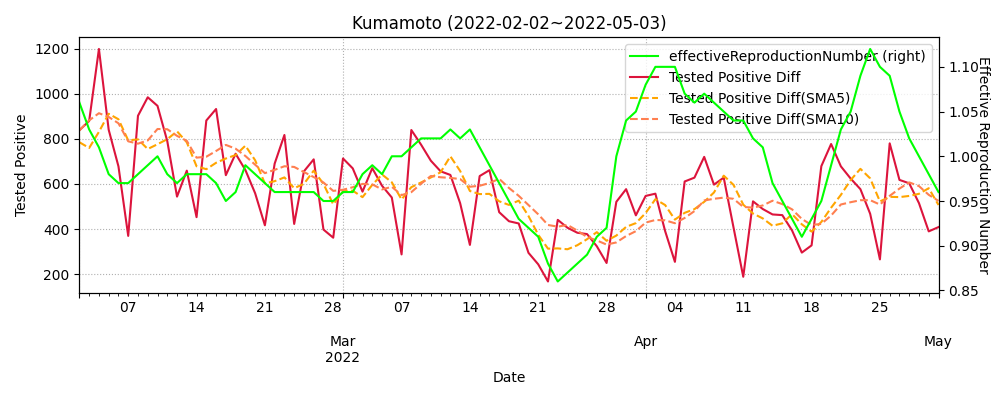 Kumamoto (2022-02-02~2022-05-03)
effectiveReproductionNumber (right)
Tested Positive Diff
Tested Positive Diff(SMA5)
Tested Positive Diff(SMA10)
Tested Positive
1200
1000
800
600
400
200
Effective Reproduction Number
1.10
1.05
1.00
0.95
0.90
0.85
07 14 21 28 07 14 21 28 04 11 18 25
Mar Apr May
2022
Date